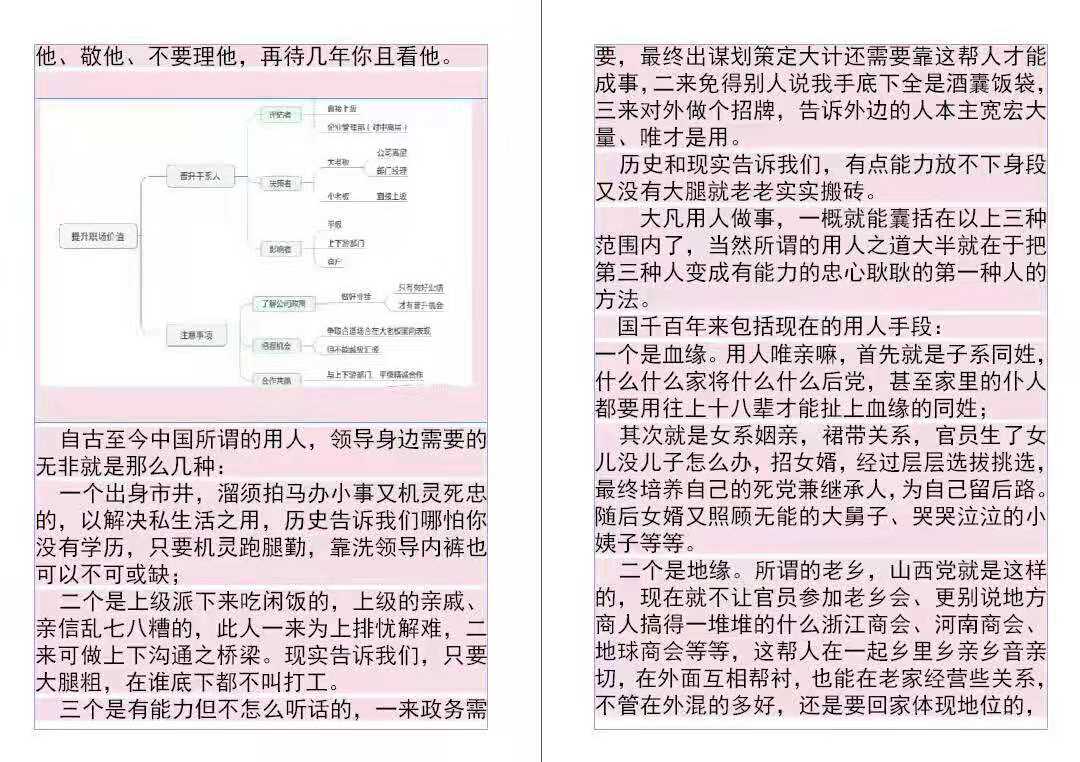 他、敬他、不要理他，再待几年你且看他。
评估者
直接上级
企业管理部（对中高层）
晋升干系人
决策者
大老板
公司高层
部门经理
小老板
直接上级
提升职场价值
影响者
平级
上下游部门
客户
注意事项
了解公司政策
做好业绩
只有做好业绩
才有晋升机会
把握机会
争取合适场合在大老板面前表现
但不能越级汇报
合作共赢
与上下游部门、平级精诚合作
自古至今中国所谓的用人，领导身边需要的
无非就是那么几种：
一个出身市井，溜须拍马办小事又机灵死忠
的，以解决私生活之用，历史告诉我们哪怕你
没有学历，只要机灵跑腿勤，靠洗领导内裤也
可以不可或缺；
二个是上级派下来吃闲饭的，上级的亲戚、
亲信乱七八糟的，此人一来为上排忧解难，二
来可做上下沟通之桥梁。现实告诉我们，只要
大腿粗，在谁底下都不叫打工。
三个是有能力但不怎么听话的，一来政务需
要，最终出谋划策定大计还需要靠这帮人才能
成事，二来免得别人说我手底下全是酒囊饭袋，
三来对外做个招牌，告诉外边的人本主宽宏大
量、唯才是用。
历史和现实告诉我们，有点能力放不下身段
又没有大腿就老老实实搬砖。
大凡用人做事，一概就能囊括在以上三种
范围内了，当然所谓的用人之道大半就在于把
第三种人变成有能力的忠心耿耿的第一种人的
方法。
国千百年来包括现在的用人手段：
一个是血缘。用人唯亲嘛，首先就是子系同姓，
什么什么家将什么什么后党，甚至家里的仆人
都要用往上十八辈才能扯上血缘的同姓；
其次就是女系姻亲，裙带关系，官员生了女
儿没儿子怎么办，招女婿，经过层层选拔挑选，
最终培养自己的死党兼继承人，为自己留后路。
随后女婿又照顾无能的大舅子、哭哭泣泣的小
姨子等等。
二个是地缘。所谓的老乡，山西党就是这样
的，现在就不让官员参加老乡会、更别说地方
商人搞得一堆堆的什么浙江商会、河南商会、
地球商会等等，这帮人在一起乡里乡亲乡音亲
切，在外面互相帮衬，也能在老家经营些关系，
不管在外混的多好，还是要回家体现地位的，